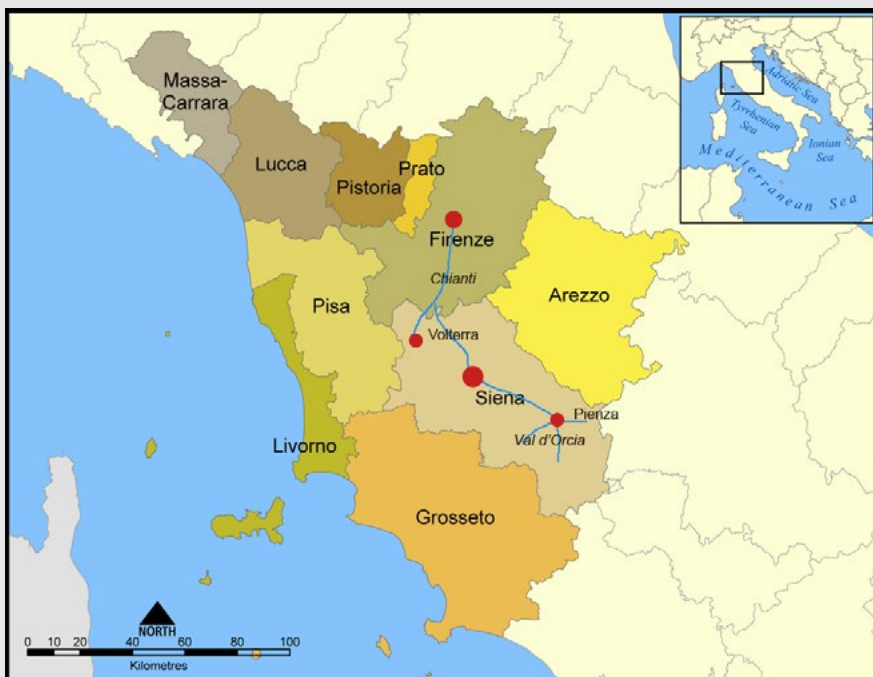 Massa-
Carrara
Lucca
Pistoria
Prato
Firenze
Chianti
Arezzo
Pisa
Volterra
Siena
Pienza
Val d'Orcia
Livorno
Grosseto
NORTH
0 10 20 40 60 80 100
Kilometres
Adriatic Sea
Tyrrhenian
Sea
Ionian
Sea
Mediterranean Sea